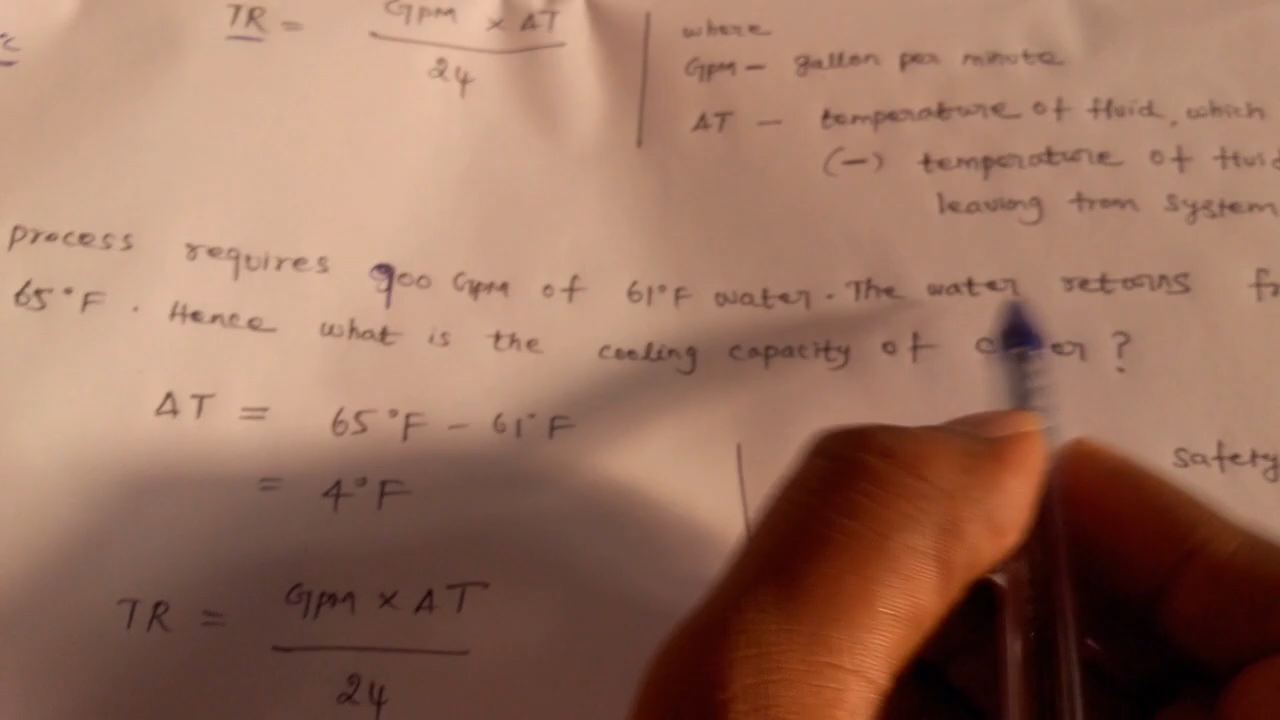 TR = GPM × ΔT / 24
where
GPM - gallon per minute
ΔT - temperature of fluid, which
(-) temperature of fluid
leaving from system
process requires 900 GPM of 61°F water. The water returns
65°F. Hence what is the cooling capacity of ?
ΔT = 65°F - 61°F
= 4°F
safety
TR = GPM × ΔT / 24